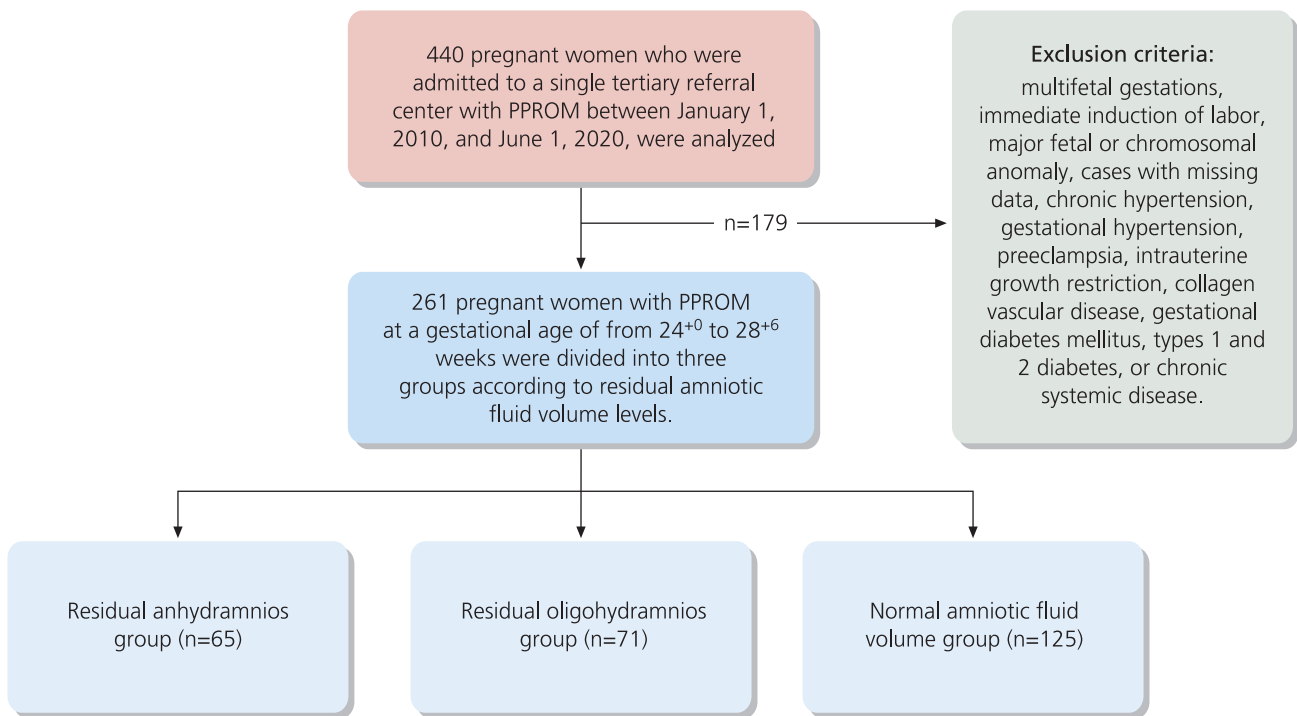 440 pregnant women who were
admitted to a single tertiary referral
center with PPROM between January 1,
2010, and June 1, 2020, were analyzed
Exclusion criteria:
multifetal gestations,
immediate induction of labor,
major fetal or chromosomal
anomaly, cases with missing
data, chronic hypertension,
gestational hypertension,
preeclampsia, intrauterine
growth restriction, collagen
vascular disease, gestational
diabetes mellitus, types 1 and
2 diabetes, or chronic
systemic disease.
n=179
261 pregnant women with PPROM
at a gestational age of from 24⁺⁰ to 28⁺⁶
weeks were divided into three
groups according to residual amniotic
fluid volume levels.
Residual anhydramnios
group (n=65)
Residual oligohydramnios
group (n=71)
Normal amniotic fluid
volume group (n=125)